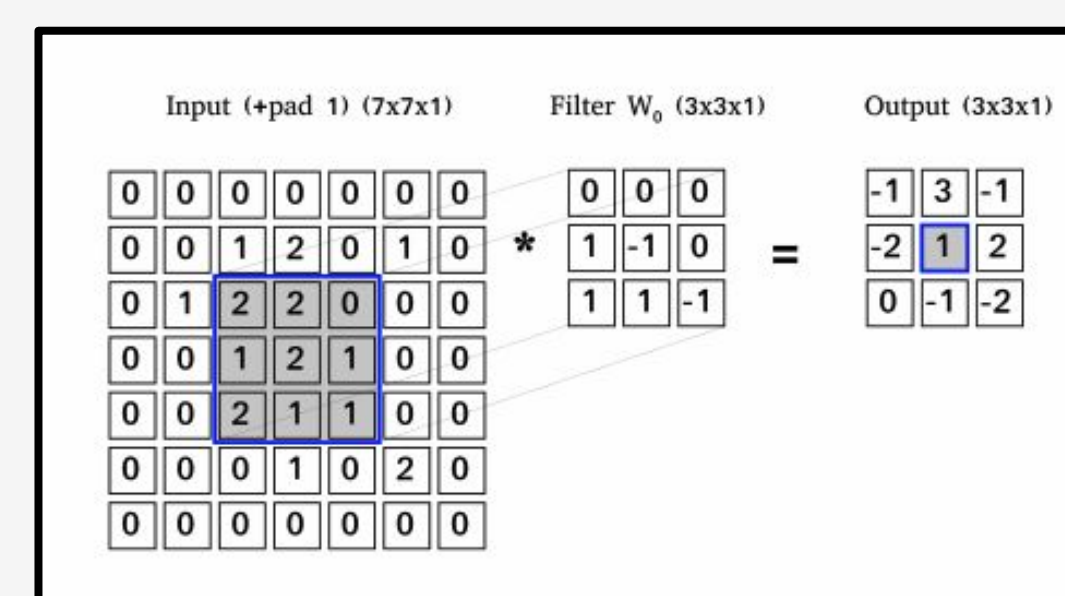 Input (+pad 1) (7x7x1) Filter W₀ (3x3x1) Output (3x3x1)
0 0 0 0 0 0 0 0 0 0 -1 3 -1
0 0 1 2 0 1 0 * 1 -1 0 = -2 1 2
0 1 2 2 0 0 0 1 1 -1 0 -1 -2
0 0 1 2 1 0 0
0 0 2 1 1 0 0
0 0 0 1 0 2 0
0 0 0 0 0 0 0